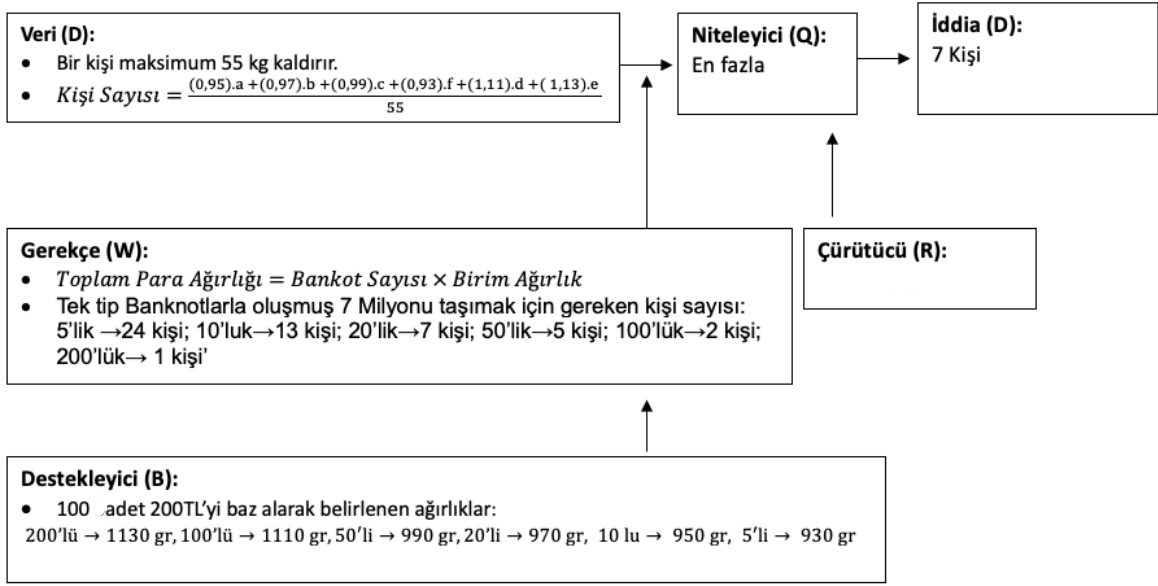 Veri (D):
• Bir kişi maksimum 55 kg kaldırır.
• Kişi Sayısı = (0,95).a +(0,97).b +(0,99).c +(0,93).f +(1,11).d +( 1,13).e
55
Niteleyici (Q):
En fazla
İddia (D):
7 Kişi
Gerekçe (W):
• Toplam Para Ağırlığı = Bankot Sayısı × Birim Ağırlık
• Tek tip Banknotlarla oluşmuş 7 Milyonu taşımak için gereken kişi sayısı:
5'lik →24 kişi; 10'luk→13 kişi; 20'lik→7 kişi; 50'lik→5 kişi; 100'lük→2 kişi;
200'lük→ 1 kişi'
Çürütücü (R):
Destekleyici (B):
• 100 adet 200TL'yi baz alarak belirlenen ağırlıklar:
200'lü → 1130 gr, 100'lü → 1110 gr, 50'li → 990 gr, 20'li → 970 gr, 10 lu → 950 gr, 5'li → 930 gr